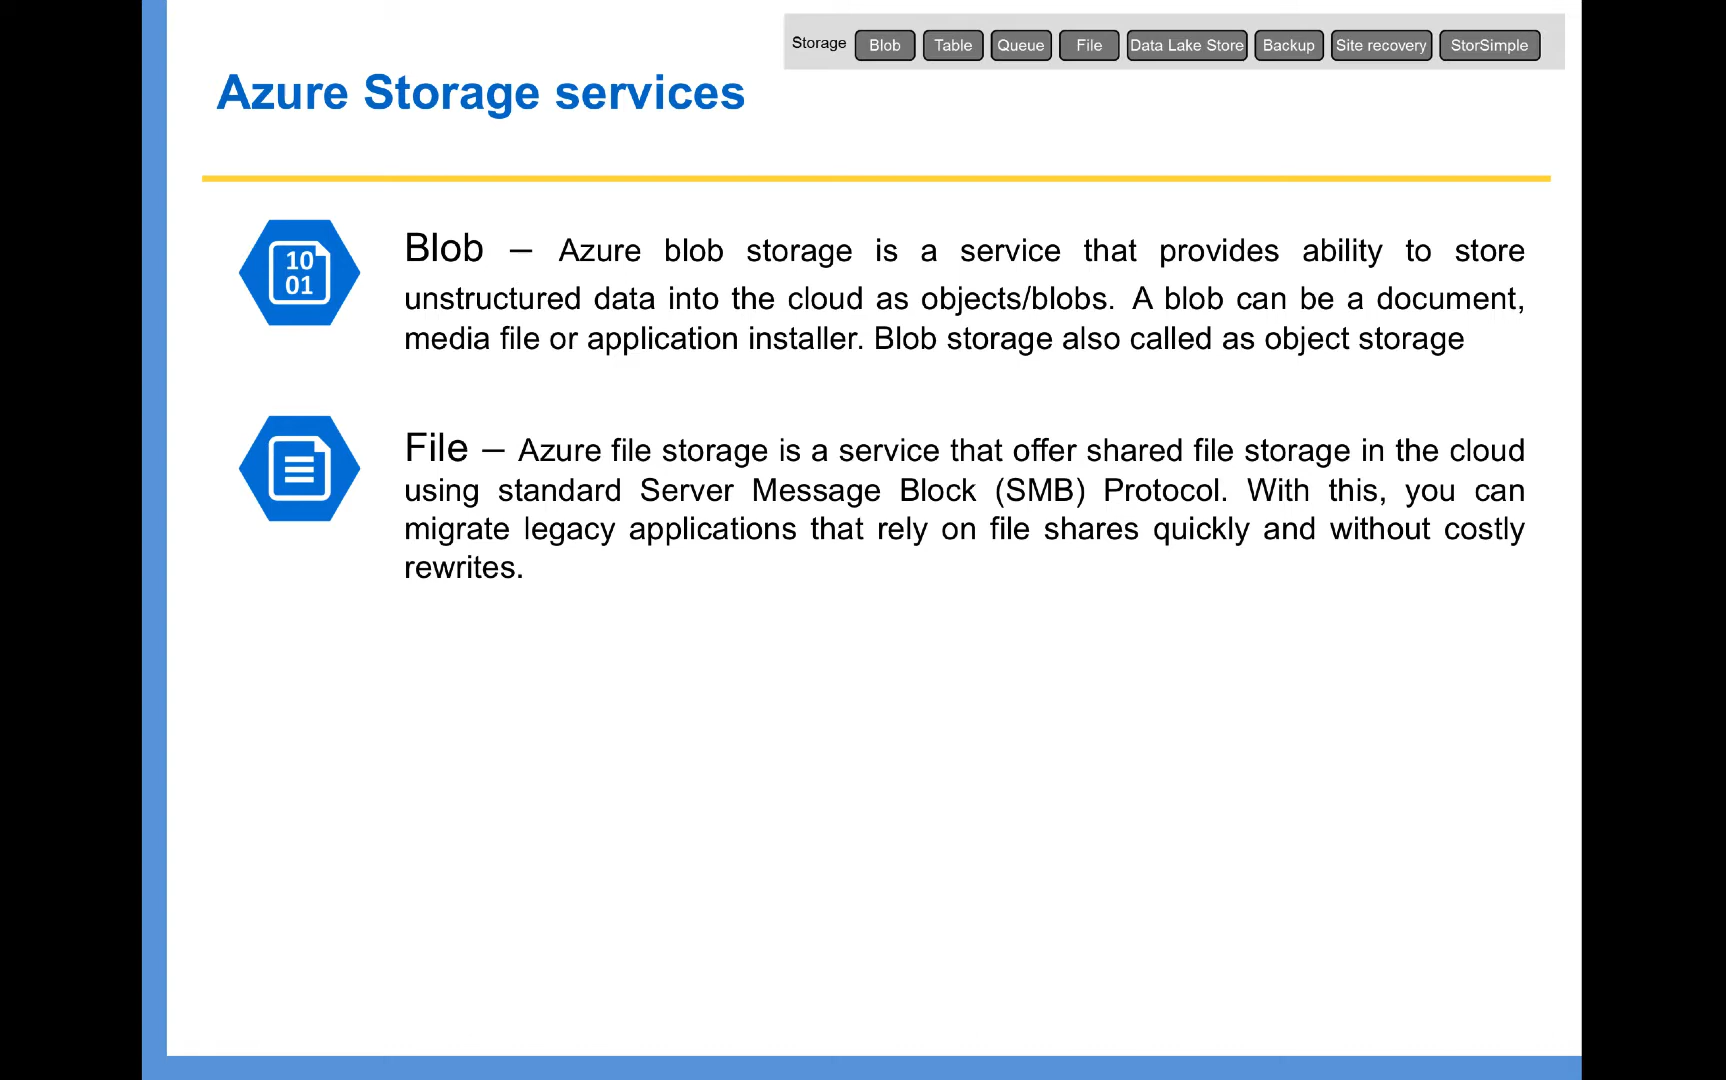 Storage Blob Table Queue File Data Lake Store Backup Site recovery StorSimple
Azure Storage services
10
01
Blob – Azure blob storage is a service that provides ability to store
unstructured data into the cloud as objects/blobs. A blob can be a document,
media file or application installer. Blob storage also called as object storage
File – Azure file storage is a service that offer shared file storage in the cloud
using standard Server Message Block (SMB) Protocol. With this, you can
migrate legacy applications that rely on file shares quickly and without costly
rewrites.